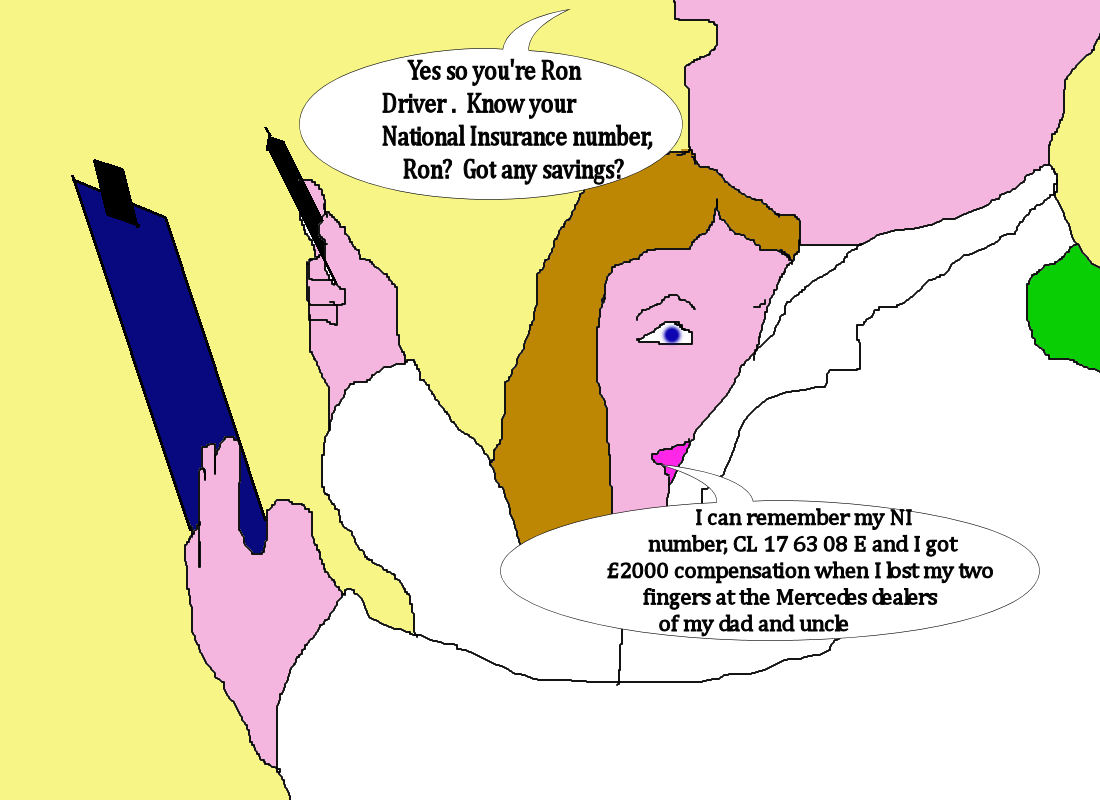 Yes so you're Ron
Driver . Know your
National Insurance number,
Ron? Got any savings?
I can remember my NI
number, CL 17 63 08 E and I got
£2000 compensation when I lost my two
fingers at the Mercedes dealers
of my dad and uncle